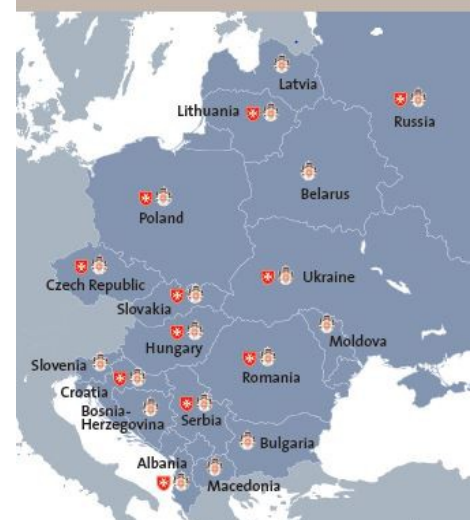 Latvia
Lithuania
Russia
Belarus
Poland
Ukraine
Czech Republic
Slovakia
Moldova
Hungary
Slovenia
Romania
Croatia
Bosnia-
Herzegovina
Serbia
Bulgaria
Albania
Macedonia